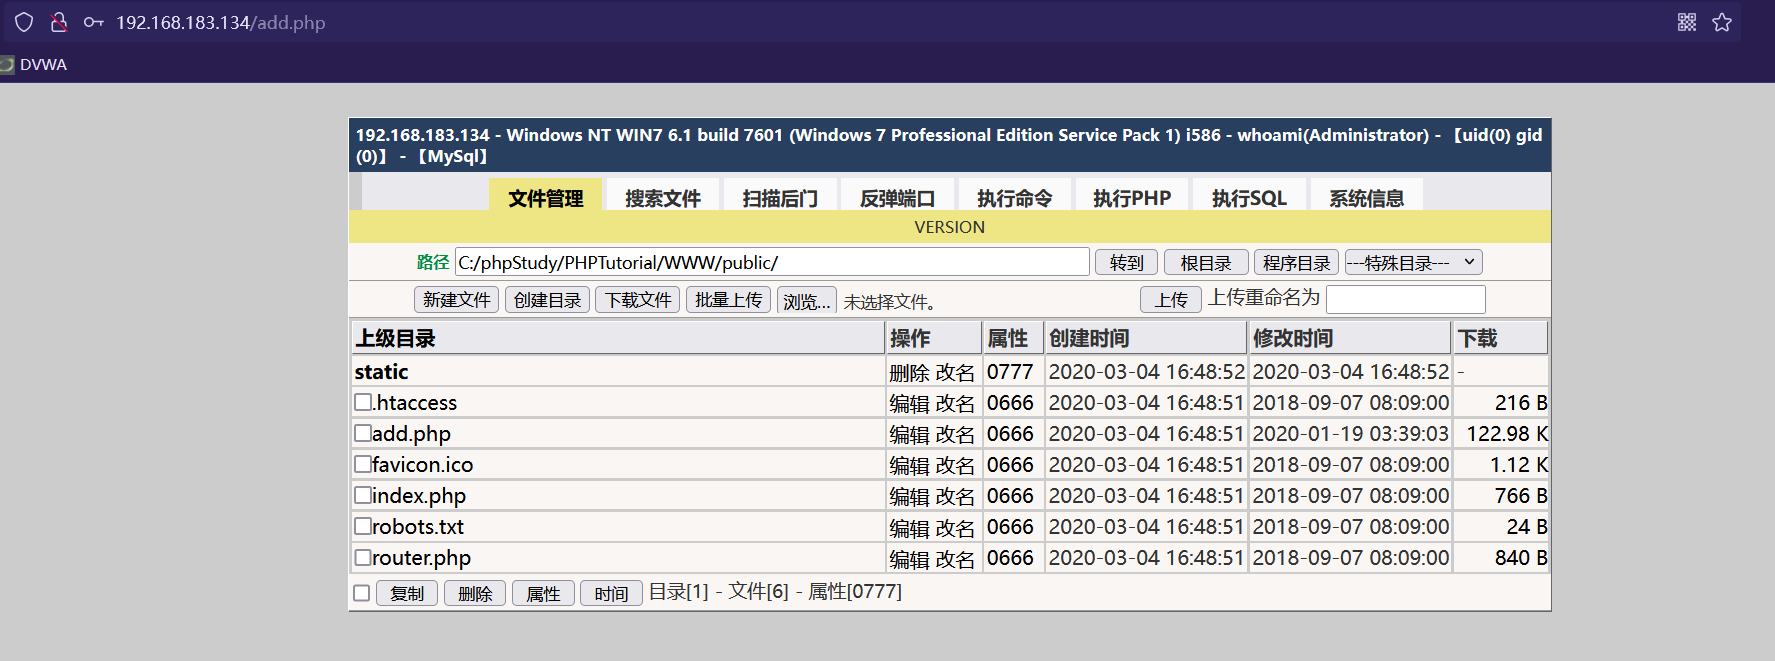 192.168.183.134/add.php
DVWA
192.168.183.134 - Windows NT WIN7 6.1 build 7601 (Windows 7 Professional Edition Service Pack 1) i586 - whoami(Administrator) - 【uid(0) gid
(0)】 - 【MySql】
文件管理 搜索文件 扫描后门 反弹端口 执行命令 执行PHP 执行SQL 系统信息
VERSION
路径 C:/phpStudy/PHPTutorial/WWW/public/ 转到 根目录 程序目录 ---特殊目录---
新建文件 创建目录 下载文件 批量上传 浏览... 未选择文件。 上传 上传重命名为
上级目录 操作 属性 创建时间 修改时间 下载
static 删除 改名 0777 2020-03-04 16:48:52 2020-03-04 16:48:52 -
.htaccess 编辑 改名 0666 2020-03-04 16:48:51 2018-09-07 08:09:00 216 B
add.php 编辑 改名 0666 2020-03-04 16:48:51 2020-01-19 03:39:03 122.98 K
favicon.ico 编辑 改名 0666 2020-03-04 16:48:51 2018-09-07 08:09:00 1.12 K
index.php 编辑 改名 0666 2020-03-04 16:48:51 2018-09-07 08:09:00 766 B
robots.txt 编辑 改名 0666 2020-03-04 16:48:51 2018-09-07 08:09:00 24 B
router.php 编辑 改名 0666 2020-03-04 16:48:51 2018-09-07 08:09:00 840 B
复制 删除 属性 时间 目录[1] - 文件[6] - 属性[0777]